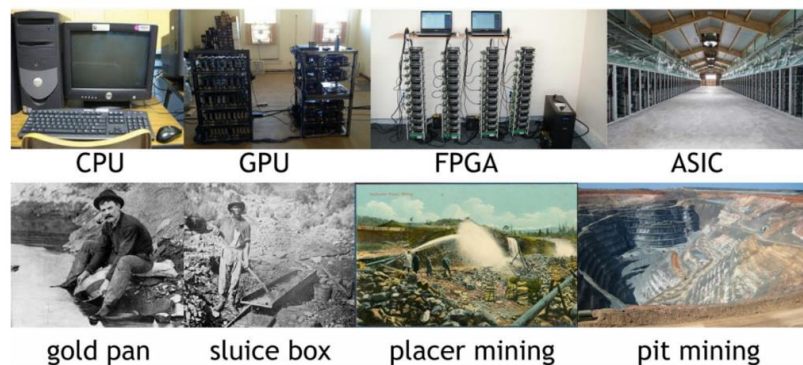 CPU
GPU
FPGA
ASIC
gold pan
sluice box
placer mining
pit mining